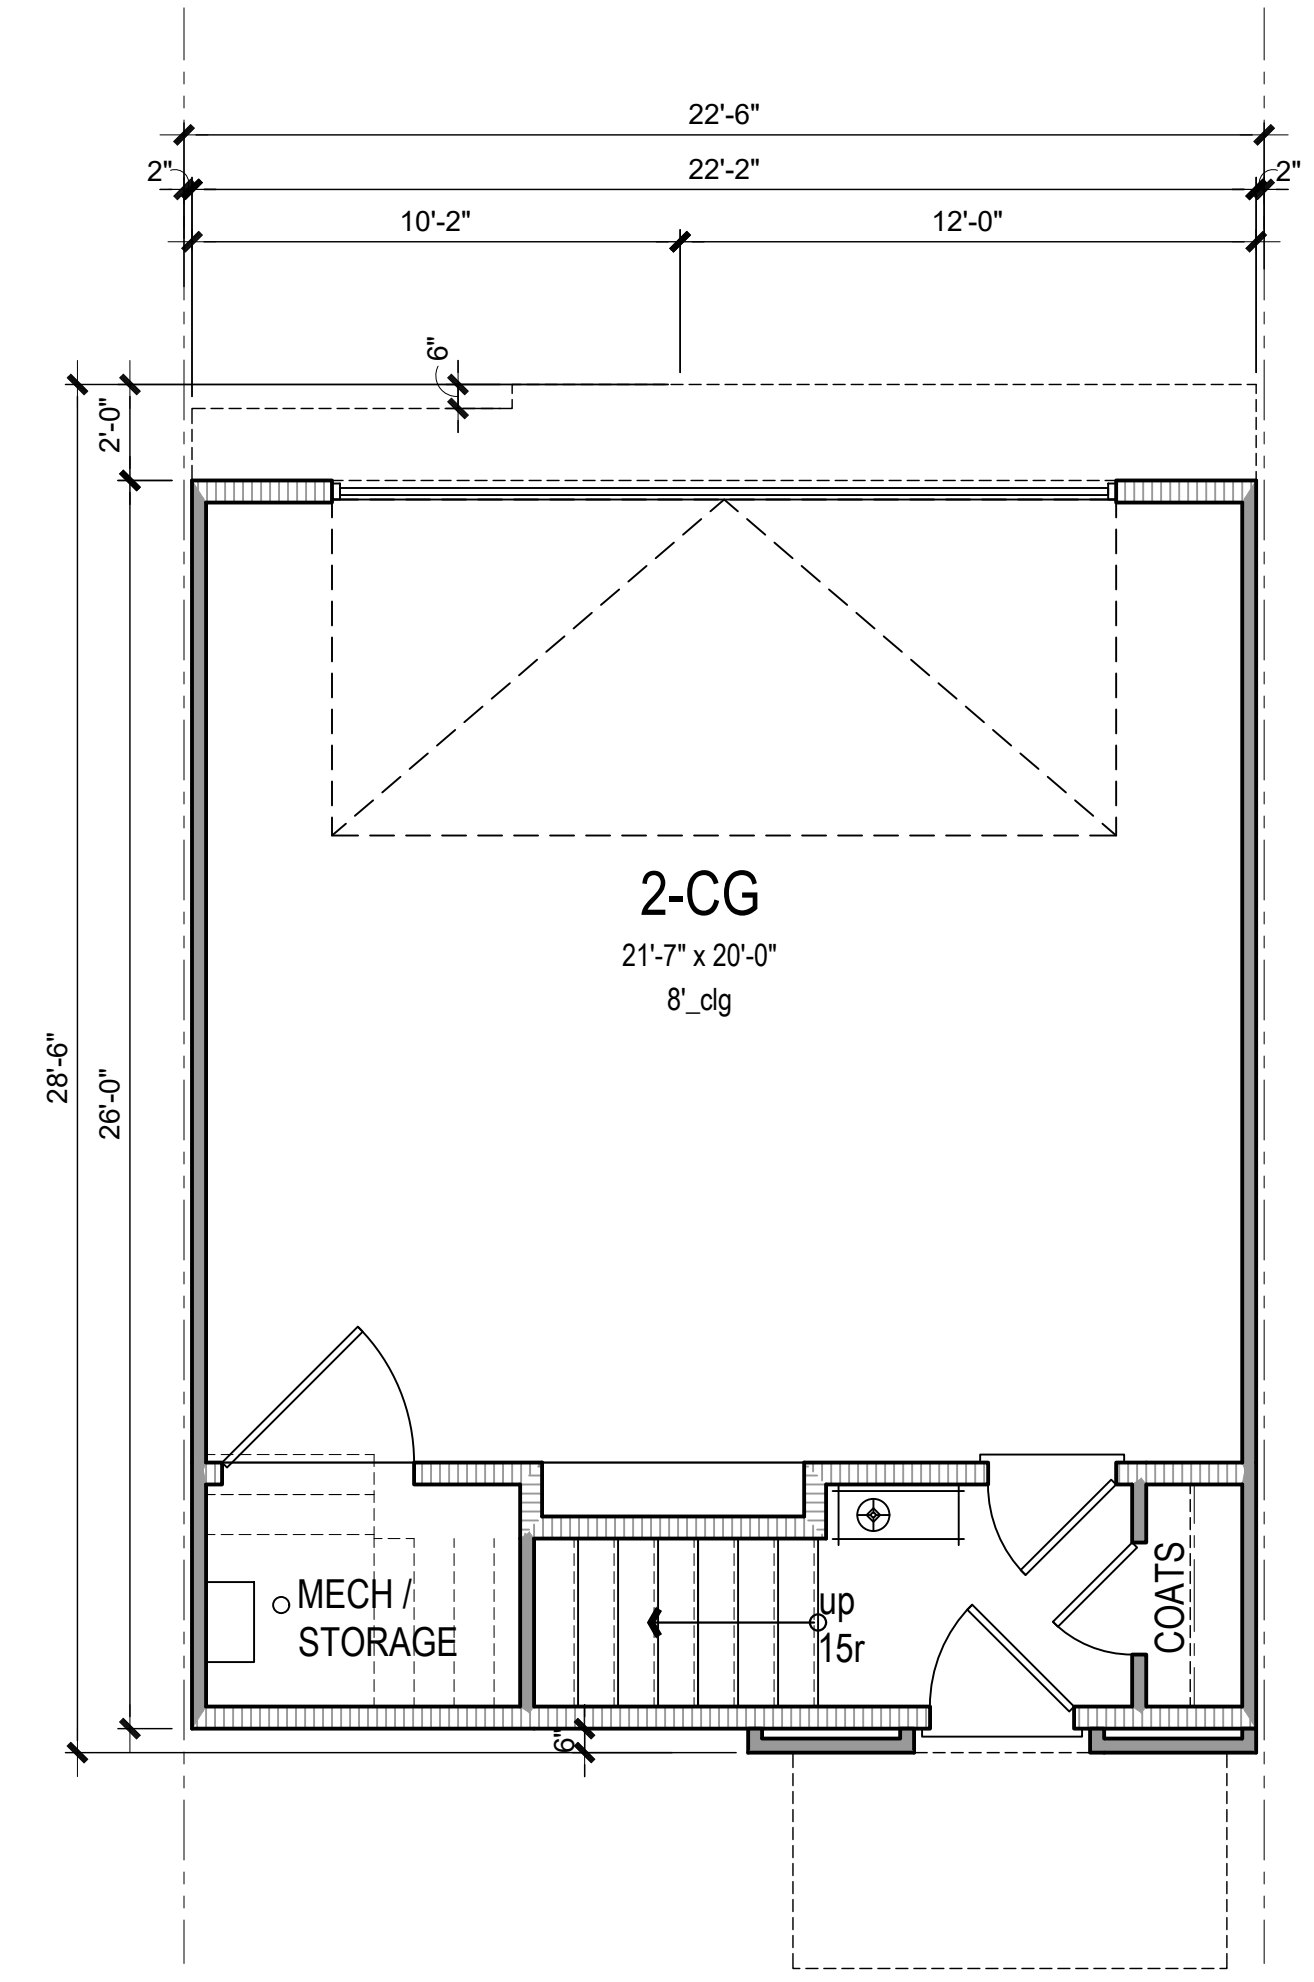 22'-6"
2"
22'-2"
2"
10'-2"
12'-0"
6"
2'-0"
2-CG
21'-7" x 20'-0"
8'_clg
28'-6"
26'-0"
MECH /
STORAGE
up
15r
COATS
6"